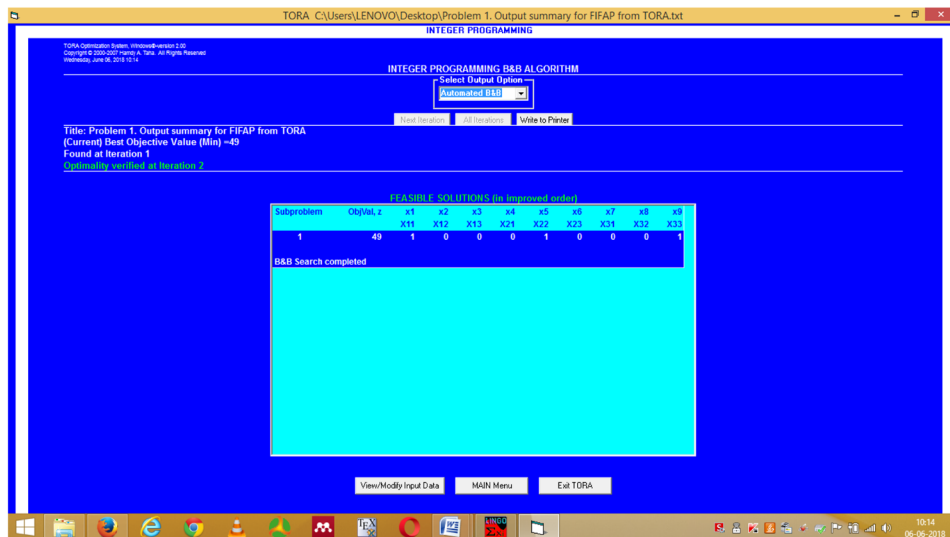 TORA C:\Users\LENOVO\Desktop\Problem 1. Output summary for FIFAP from TORA.txt
INTEGER PROGRAMMING
TORA Optimization System, Windows®-version 2.00
Copyright © 2000-2007 Hamdy A. Taha. All Rights Reserved
Wednesday, June 06, 2018 10:14
INTEGER PROGRAMMING B&B ALGORITHM
Select Output Option
Automated B&B
Next Iteration All Iterations Write to Printer
Title: Problem 1. Output summary for FIFAP from TORA
(Current) Best Objective Value (Min) =49
Found at Iteration 1
Optimality verified at Iteration 2
FEASIBLE SOLUTIONS (in improved order)
Subproblem ObjVal, z x1 x2 x3 x4 x5 x6 x7 x8 x9
X11 X12 X13 X21 X22 X23 X31 X32 X33
1 49 1 0 0 0 1 0 0 0 1
B&B Search completed
View/Modify Input Data MAIN Menu Exit TORA
LINGO
10:14
06-06-2018